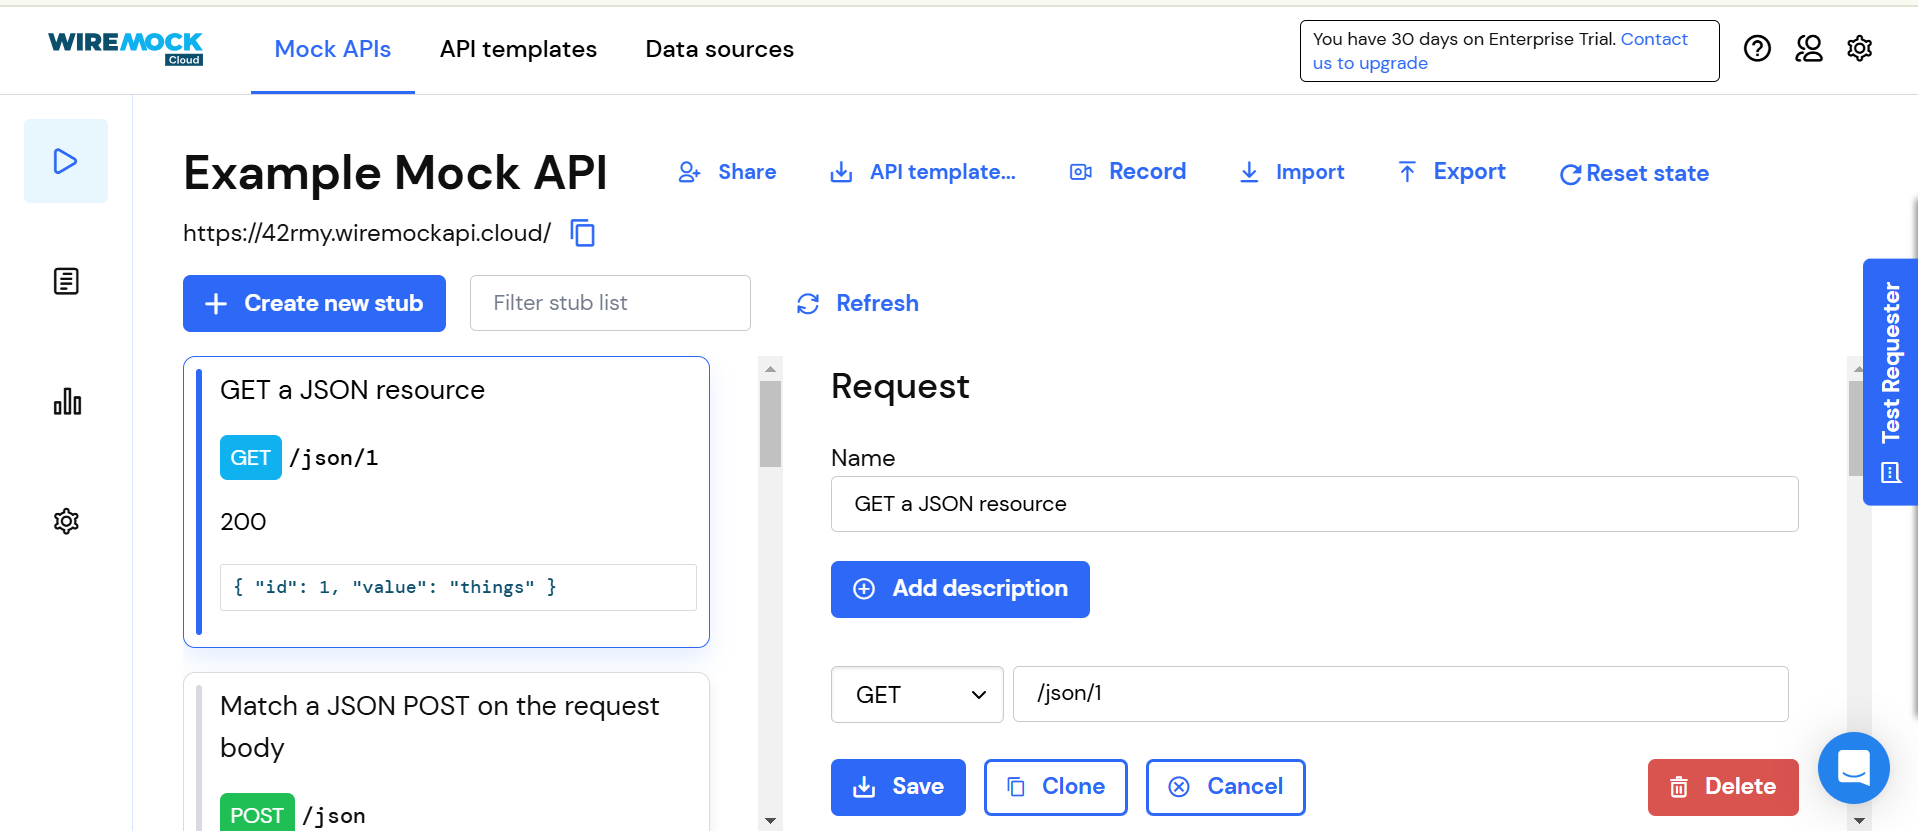 WIREMOCK
Cloud
Mock APIs
API templates
Data sources
You have 30 days on Enterprise Trial. Contact
us to upgrade
Example Mock API
Share
API template...
Record
Import
Export
Reset state
https://42rmy.wiremockapi.cloud/
Create new stub
Filter stub list
Refresh
GET a JSON resource
GET /json/1
200
{ "id": 1, "value": "things" }
Match a JSON POST on the request
body
POST /json
Request
Name
GET a JSON resource
Add description
GET
/json/1
Save
Clone
Cancel
Delete
Test Requester